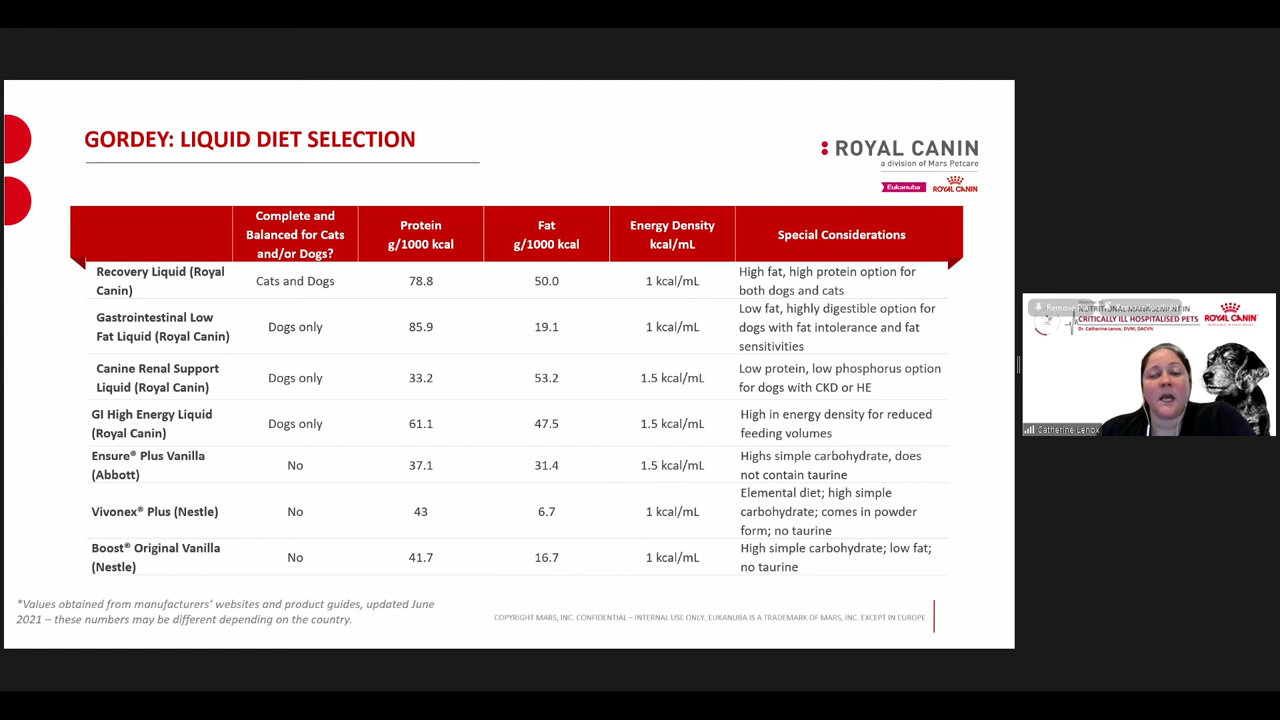 GORDEY: LIQUID DIET SELECTION
ROYAL CANIN
a division of Mars Petcare
Eukanuba
ROYAL CANIN
Complete and
Balanced for Cats
and/or Dogs?
Protein
g/1000 kcal
Fat
g/1000 kcal
Energy Density
kcal/mL
Special Considerations
Recovery Liquid (Royal
Canin)
Cats and Dogs
78.8
50.0
1 kcal/mL
High fat, high protein option for
both dogs and cats
Gastrointestinal Low
Fat Liquid (Royal Canin)
Dogs only
85.9
19.1
1 kcal/mL
Low fat, highly digestible option for
dogs with fat intolerance and fat
sensitivities
Canine Renal Support
Liquid (Royal Canin)
Dogs only
33.2
53.2
1.5 kcal/mL
Low protein, low phosphorus option
for dogs with CKD or HE
GI High Energy Liquid
(Royal Canin)
Dogs only
61.1
47.5
1.5 kcal/mL
High in energy density for reduced
feeding volumes
Ensure® Plus Vanilla
(Abbott)
No
37.1
31.4
1.5 kcal/mL
Highs simple carbohydrate, does
not contain taurine
Vivonex® Plus (Nestle)
No
43
6.7
1 kcal/mL
Elemental diet; high simple
carbohydrate; comes in powder
form; no taurine
Boost® Original Vanilla
(Nestle)
No
41.7
16.7
1 kcal/mL
High simple carbohydrate; low fat;
no taurine
*Values obtained from manufacturers' websites and product guides, updated June
2021 – these numbers may be different depending on the country.
COPYRIGHT MARS, INC. CONFIDENTIAL – INTERNAL USE ONLY. EUKANUBA IS A TRADEMARK OF MARS, INC. EXCEPT IN EUROPE
NUTRITIONAL MANAGEMENT IN
CRITICALLY ILL HOSPITALISED PETS
Dr. Catherine Lenox, DVM, DACVN
ROYAL CANIN
Catherine Lenox